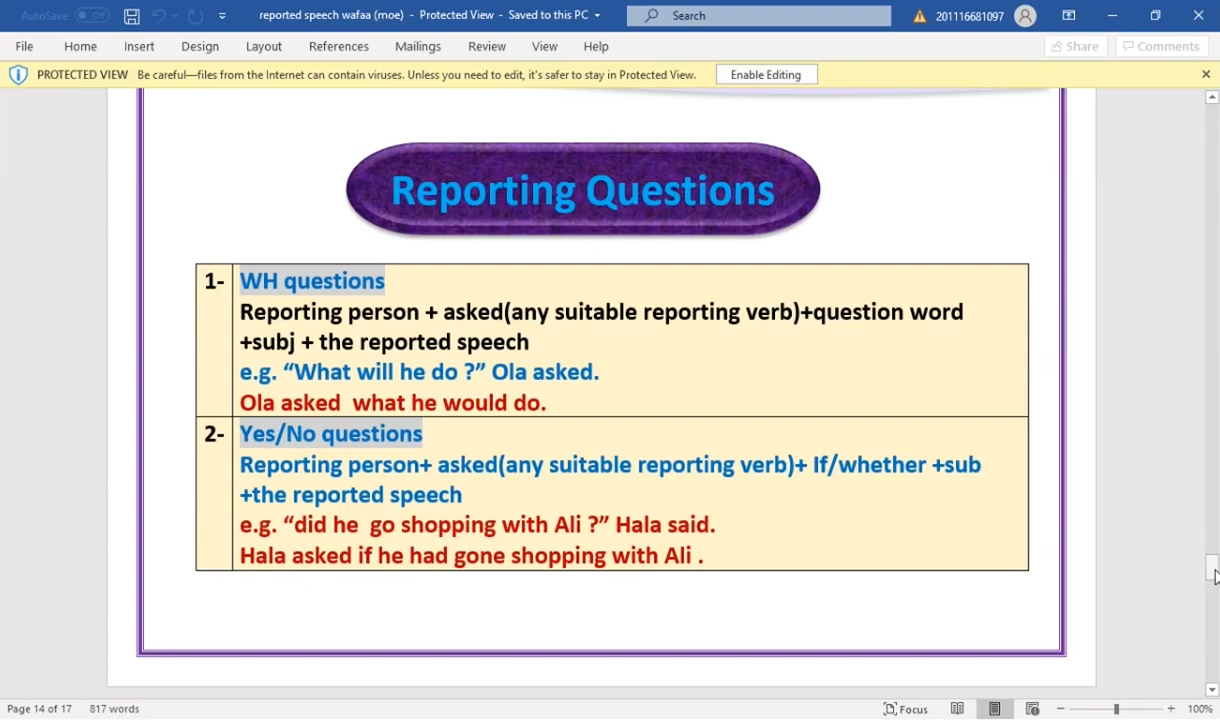 AutoSave Off reported speech wafaa (moe) - Protected View - Saved to this PC Search 201116681097
File Home Insert Design Layout References Mailings Review View Help Share Comments
PROTECTED VIEW Be careful—files from the Internet can contain viruses. Unless you need to edit, it's safer to stay in Protected View. Enable Editing
Reporting Questions
1- WH questions
Reporting person + asked(any suitable reporting verb)+question word
+subj + the reported speech
e.g. “What will he do ?” Ola asked.
Ola asked what he would do.
2- Yes/No questions
Reporting person+ asked(any suitable reporting verb)+ If/whether +sub
+the reported speech
e.g. “did he go shopping with Ali ?” Hala said.
Hala asked if he had gone shopping with Ali .
Page 14 of 17 817 words Focus 100%